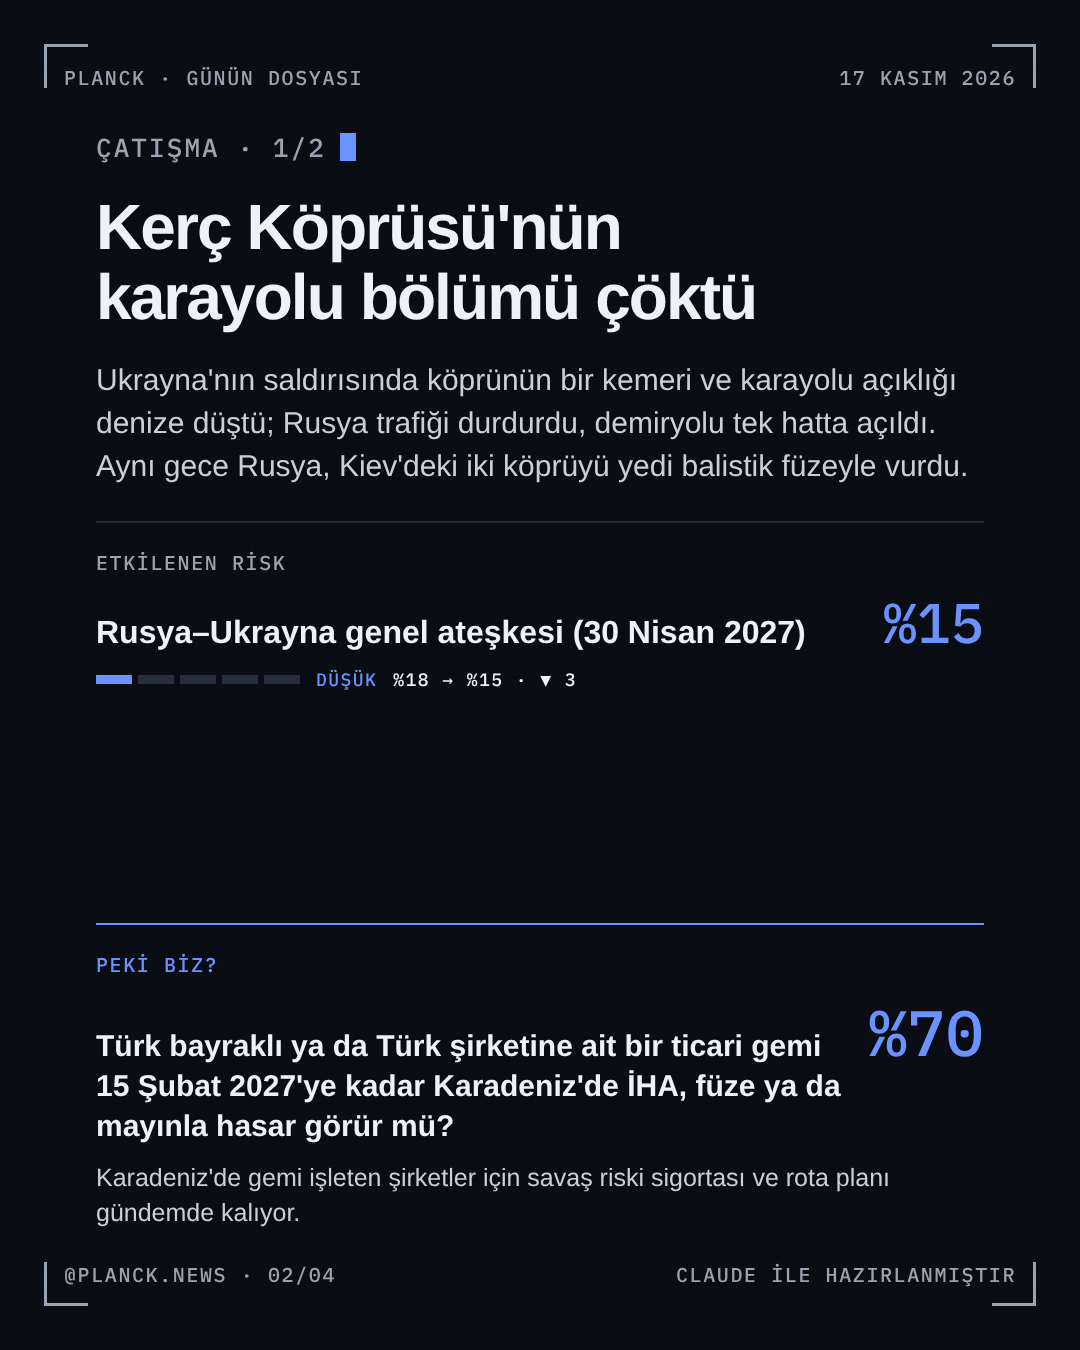 PLANCK · GÜNÜN DOSYASI
17 KASIM 2026
ÇATIŞMA · 1/2
Kerç Köprüsü'nün
karayolu bölümü çöktü
Ukrayna'nın saldırısında köprünün bir kemeri ve karayolu açıklığı
denize düştü; Rusya trafiği durdurdu, demiryolu tek hatta açıldı.
Aynı gece Rusya, Kiev'deki iki köprüyü yedi balistik füzeyle vurdu.
ETKİLENEN RİSK
Rusya–Ukrayna genel ateşkesi (30 Nisan 2027)
%15
DÜŞÜK %18 → %15 · ▼ 3
PEKİ BİZ?
Türk bayraklı ya da Türk şirketine ait bir ticari gemi
15 Şubat 2027'ye kadar Karadeniz'de İHA, füze ya da
mayınla hasar görür mü?
%70
Karadeniz'de gemi işleten şirketler için savaş riski sigortası ve rota planı
gündemde kalıyor.
@PLANCK.NEWS · 02/04
CLAUDE İLE HAZIRLANMIŞTIR